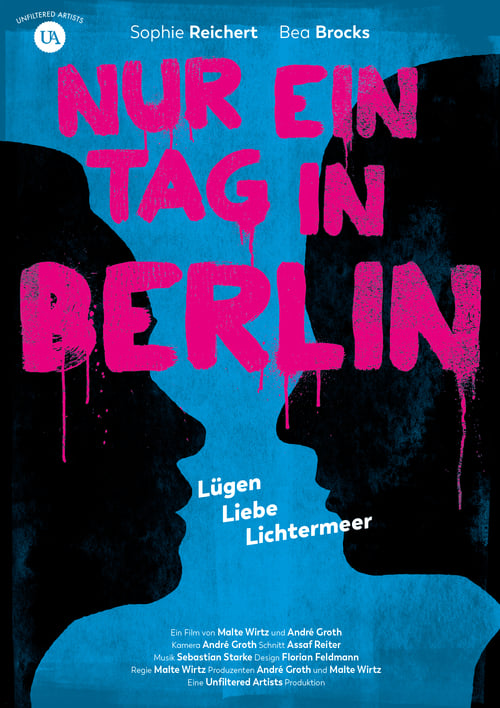 UNFILTERED ARTISTS
UA
Sophie Reichert Bea Brocks
NUR EIN
TAG IN
BERLIN
Lügen
Liebe
Lichtermeer
Ein Film von Malte Wirtz und André Groth
Kamera André Groth Schnitt Assaf Reiter
Musik Sebastian Starke Design Florian Feldmann
Regie Malte Wirtz Produzenten André Groth und Malte Wirtz
Eine Unfiltered Artists Produktion